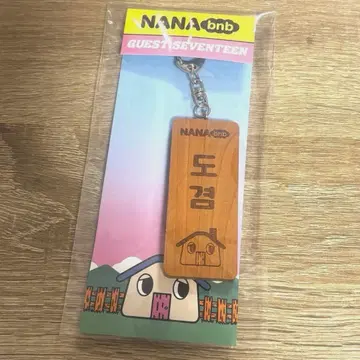 NANA bnb
GUEST SEVENTEEN
NANA bnb
도
겸